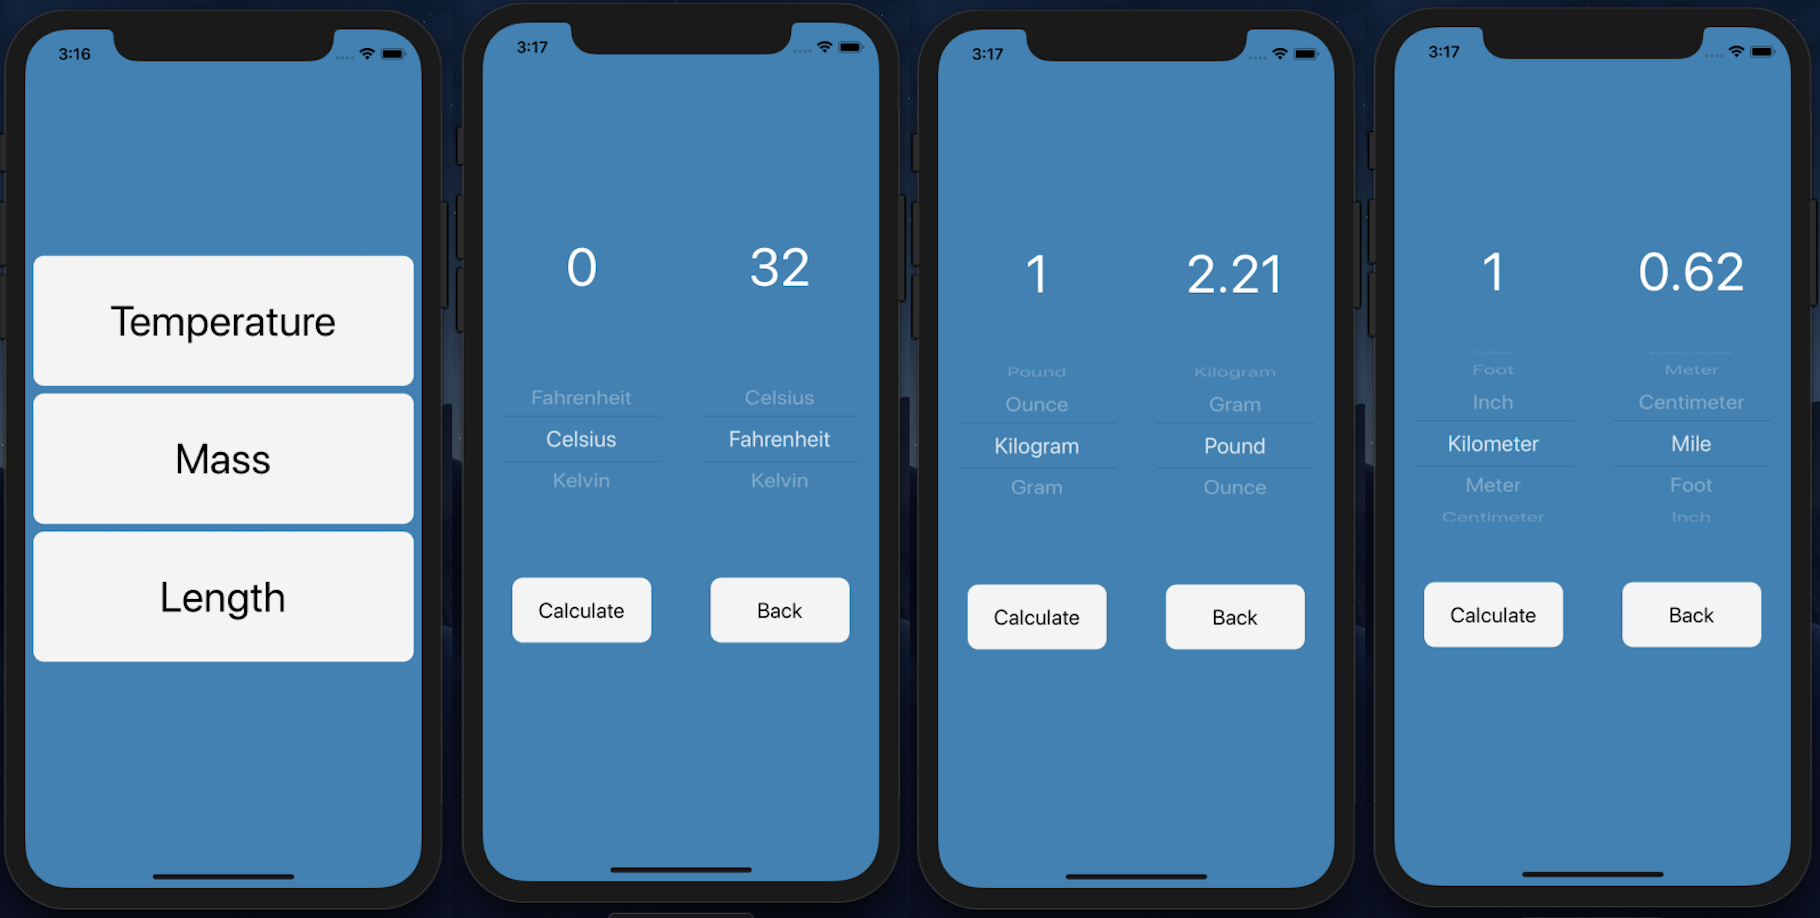 3:16
Temperature
Mass
Length
3:17
0 32
Fahrenheit Celsius
Celsius Fahrenheit
Kelvin Kelvin
Calculate Back
3:17
1 2.21
Pound Kilogram
Ounce Gram
Kilogram Pound
Gram Ounce
Calculate Back
3:17
1 0.62
Foot Meter
Inch Centimeter
Kilometer Mile
Meter Foot
Centimeter Inch
Calculate Back